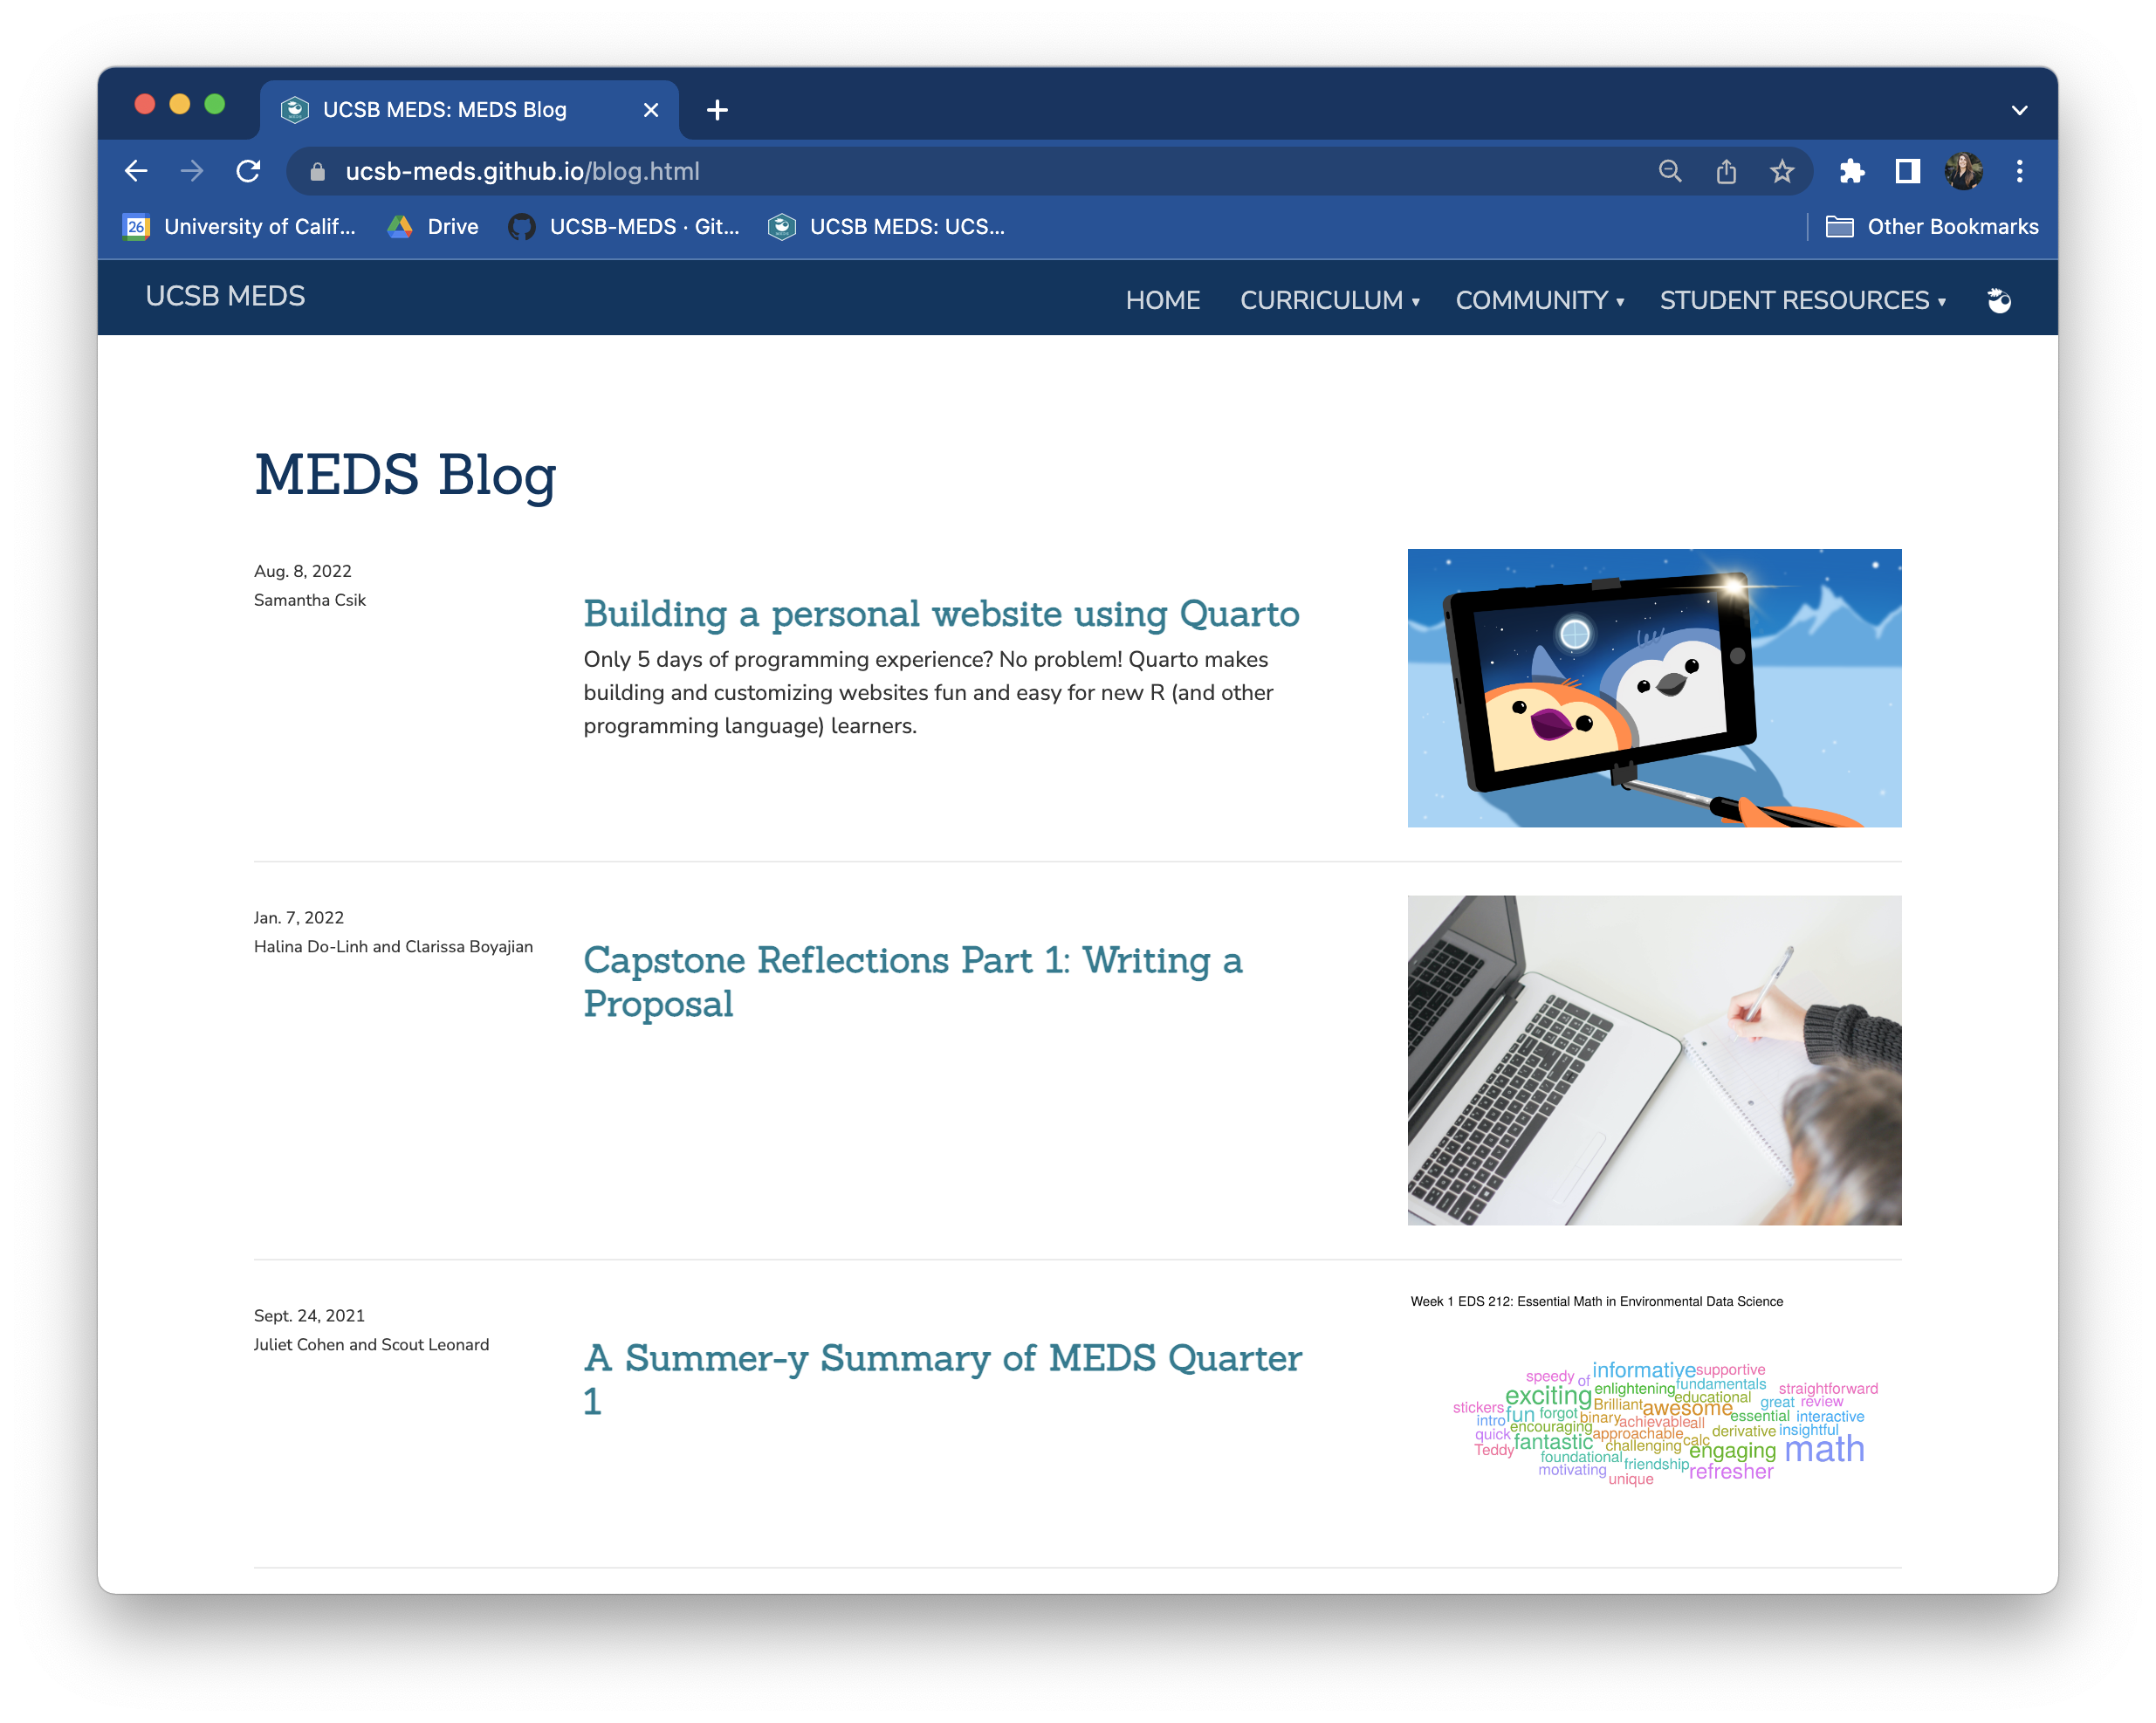 UCSB MEDS: MEDS Blog
ucsb-meds.github.io/blog.html
26 University of Calif... Drive UCSB-MEDS · Git... UCSB MEDS: UCS... Other Bookmarks
UCSB MEDS HOME CURRICULUM ▾ COMMUNITY ▾ STUDENT RESOURCES ▾
MEDS Blog
Aug. 8, 2022
Samantha Csik
Building a personal website using Quarto
Only 5 days of programming experience? No problem! Quarto makes
building and customizing websites fun and easy for new R (and other
programming language) learners.
Jan. 7, 2022
Halina Do-Linh and Clarissa Boyajian
Capstone Reflections Part 1: Writing a
Proposal
Sept. 24, 2021
Juliet Cohen and Scout Leonard
A Summer-y Summary of MEDS Quarter
1
Week 1 EDS 212: Essential Math in Environmental Data Science
speedy of informative supportive
exciting enlightening fundamentals straightforward
stickers Brilliant educational great review
intro fun forgot binary awesome essential interactive
encouraging achievable all derivative insightful
quick approachable calc
Teddy fantastic challenging engaging math
foundational friendship
motivating unique refresher